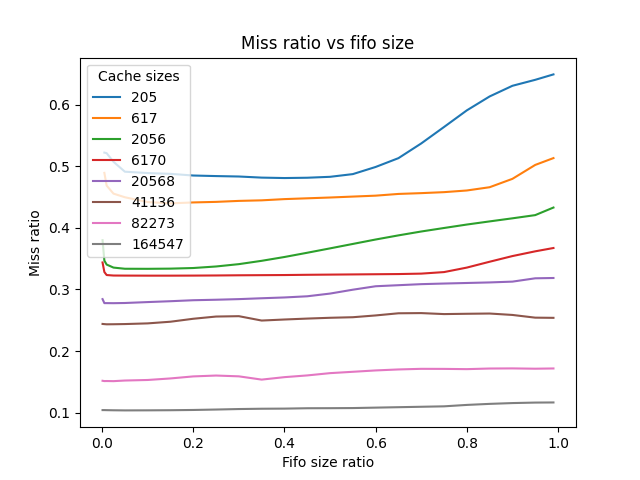 Miss ratio vs fifo size
Cache sizes
205
617
2056
6170
20568
41136
82273
164547
0.6
0.5
0.4
0.3
0.2
0.1
Miss ratio
0.0 0.2 0.4 0.6 0.8 1.0
Fifo size ratio